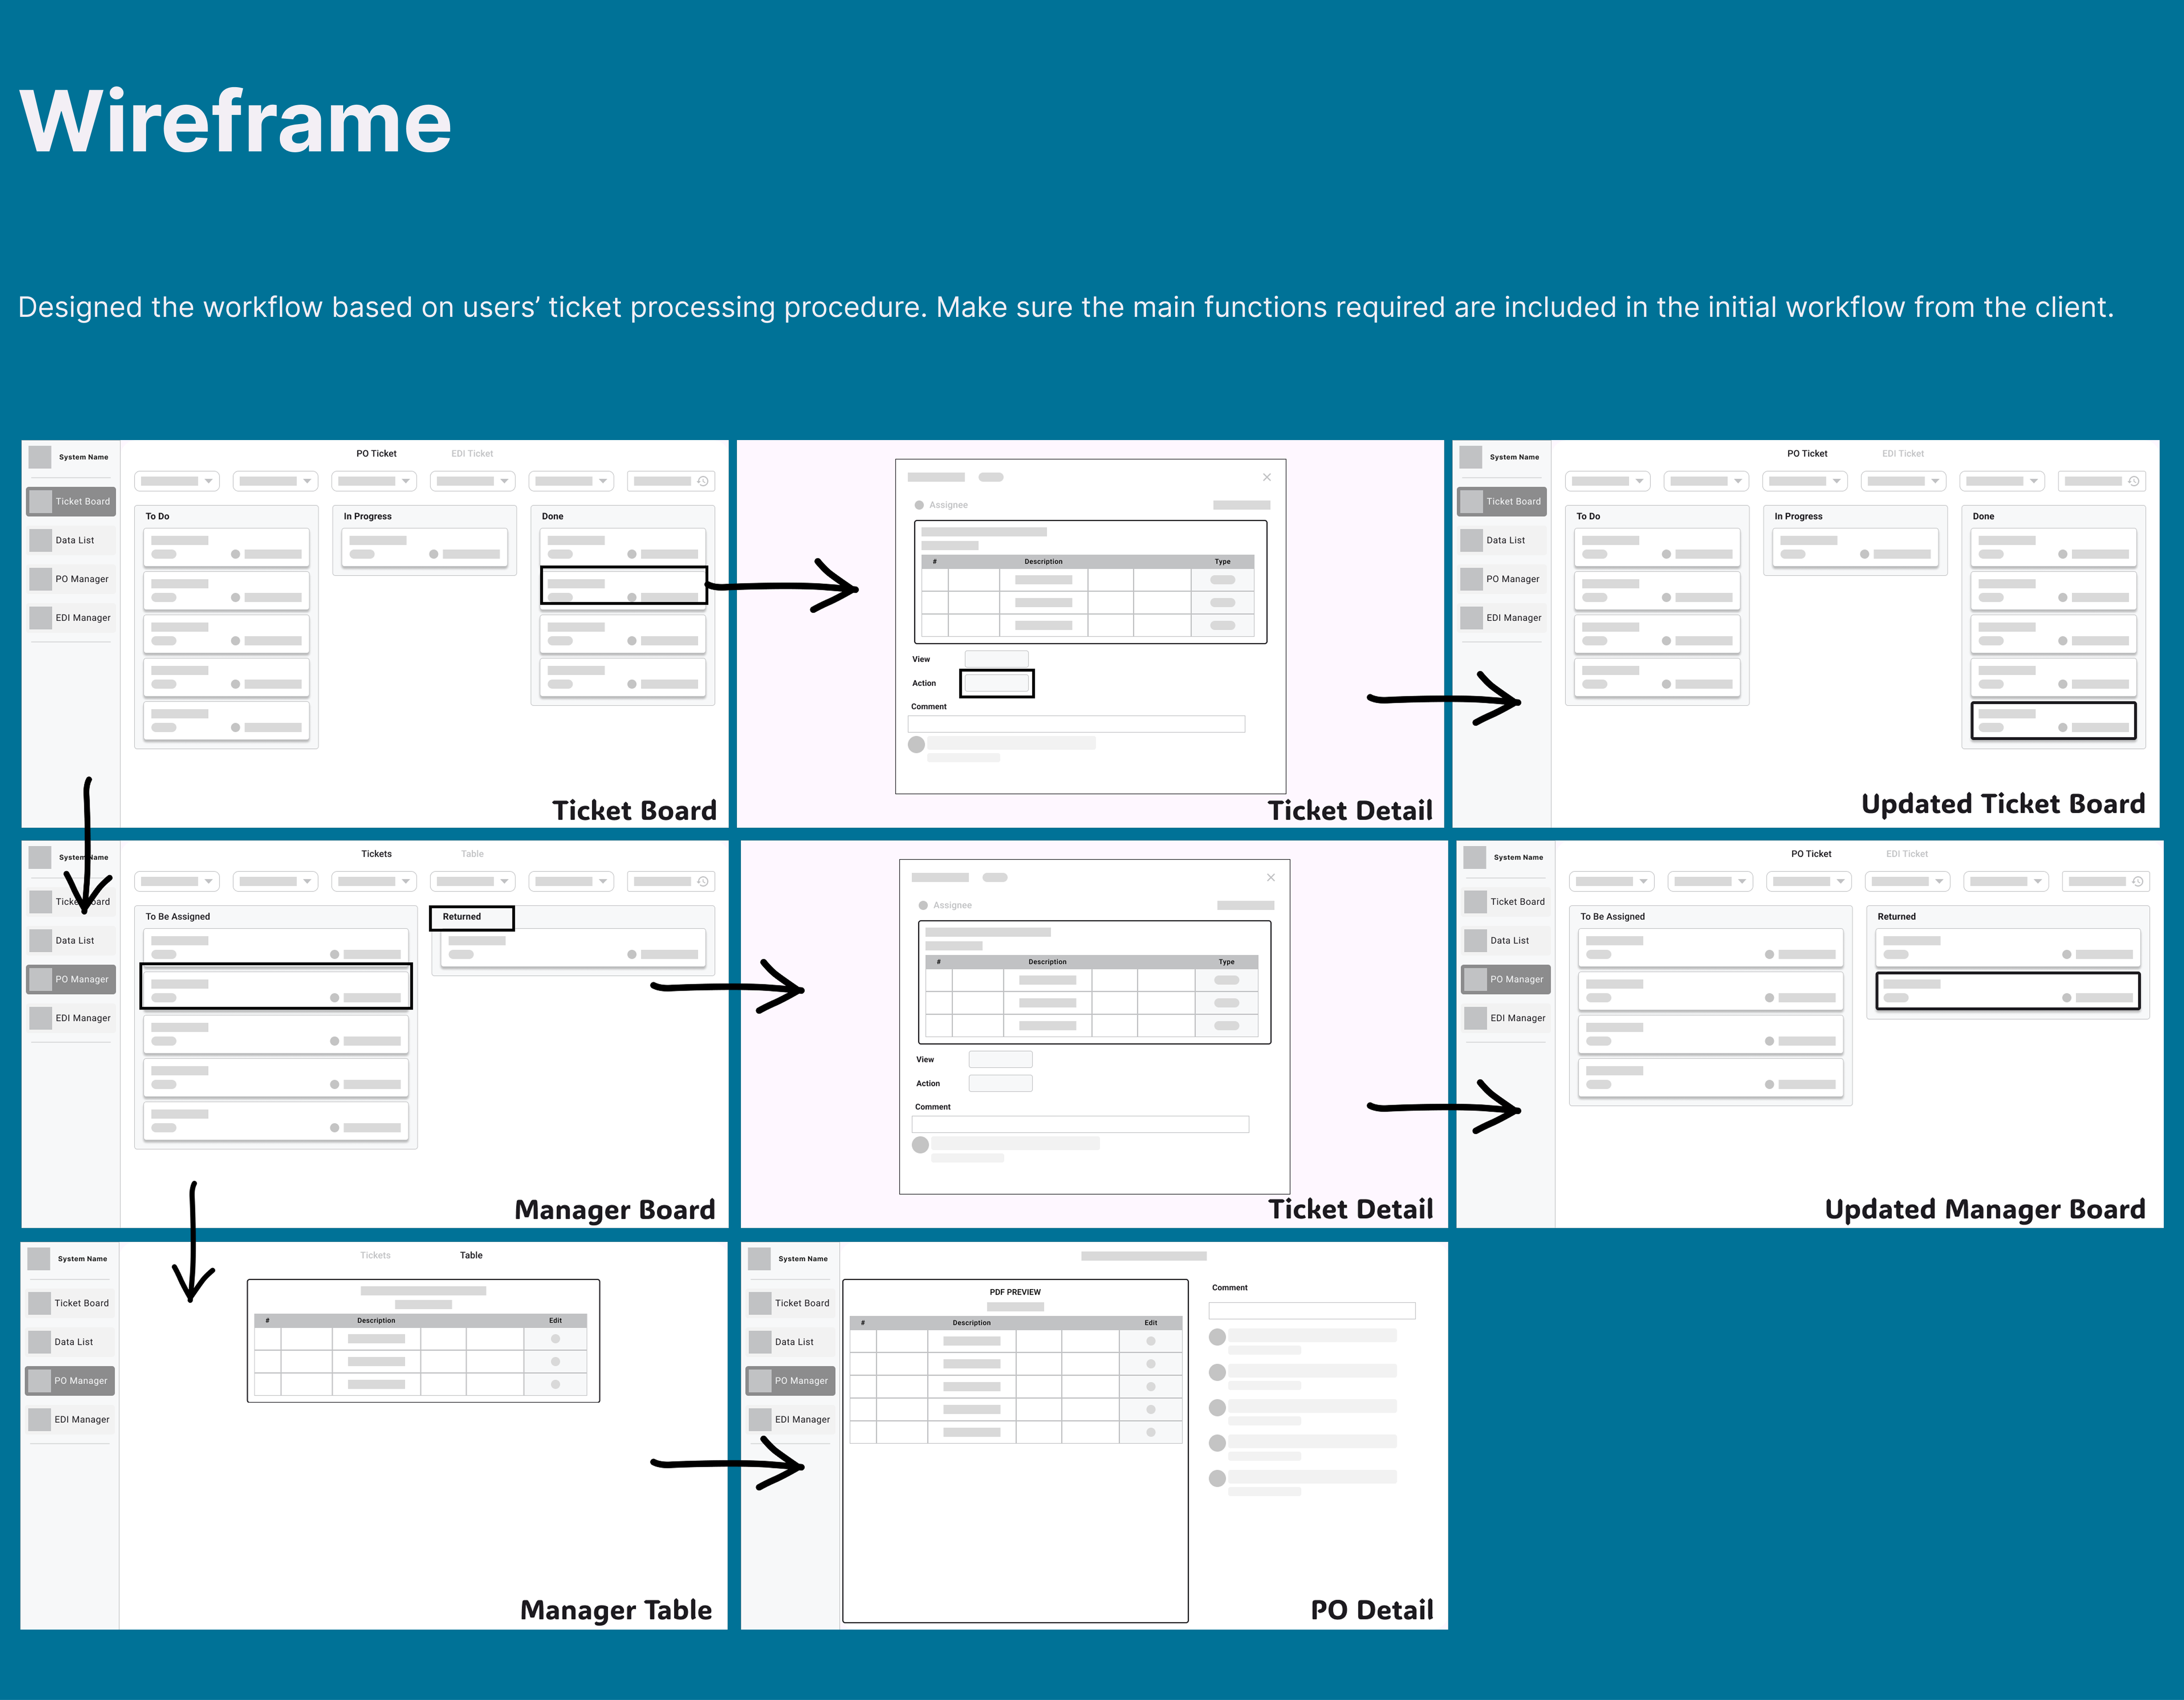 Wireframe
Designed the workflow based on users’ ticket processing procedure. Make sure the main functions required are included in the initial workflow from the client.
System Name
Ticket Board
Data List
PO Manager
EDI Manager
PO Ticket
EDI Ticket
To Do
In Progress
Done
Ticket Board
Assignee
# Description Type
View
Action
Comment
Ticket Detail
System Name
Ticket Board
Data List
PO Manager
EDI Manager
PO Ticket
EDI Ticket
To Do
In Progress
Done
Updated Ticket Board
System Name
Ticket Board
Data List
PO Manager
EDI Manager
Tickets
Table
To Be Assigned
Returned
Manager Board
Assignee
# Description Type
View
Action
Comment
Ticket Detail
System Name
Ticket Board
Data List
PO Manager
EDI Manager
PO Ticket
EDI Ticket
To Be Assigned
Returned
Updated Manager Board
System Name
Ticket Board
Data List
PO Manager
EDI Manager
Tickets
Table
# Description Edit
Manager Table
System Name
Ticket Board
Data List
PO Manager
EDI Manager
PDF PREVIEW
# Description Edit
Comment
PO Detail